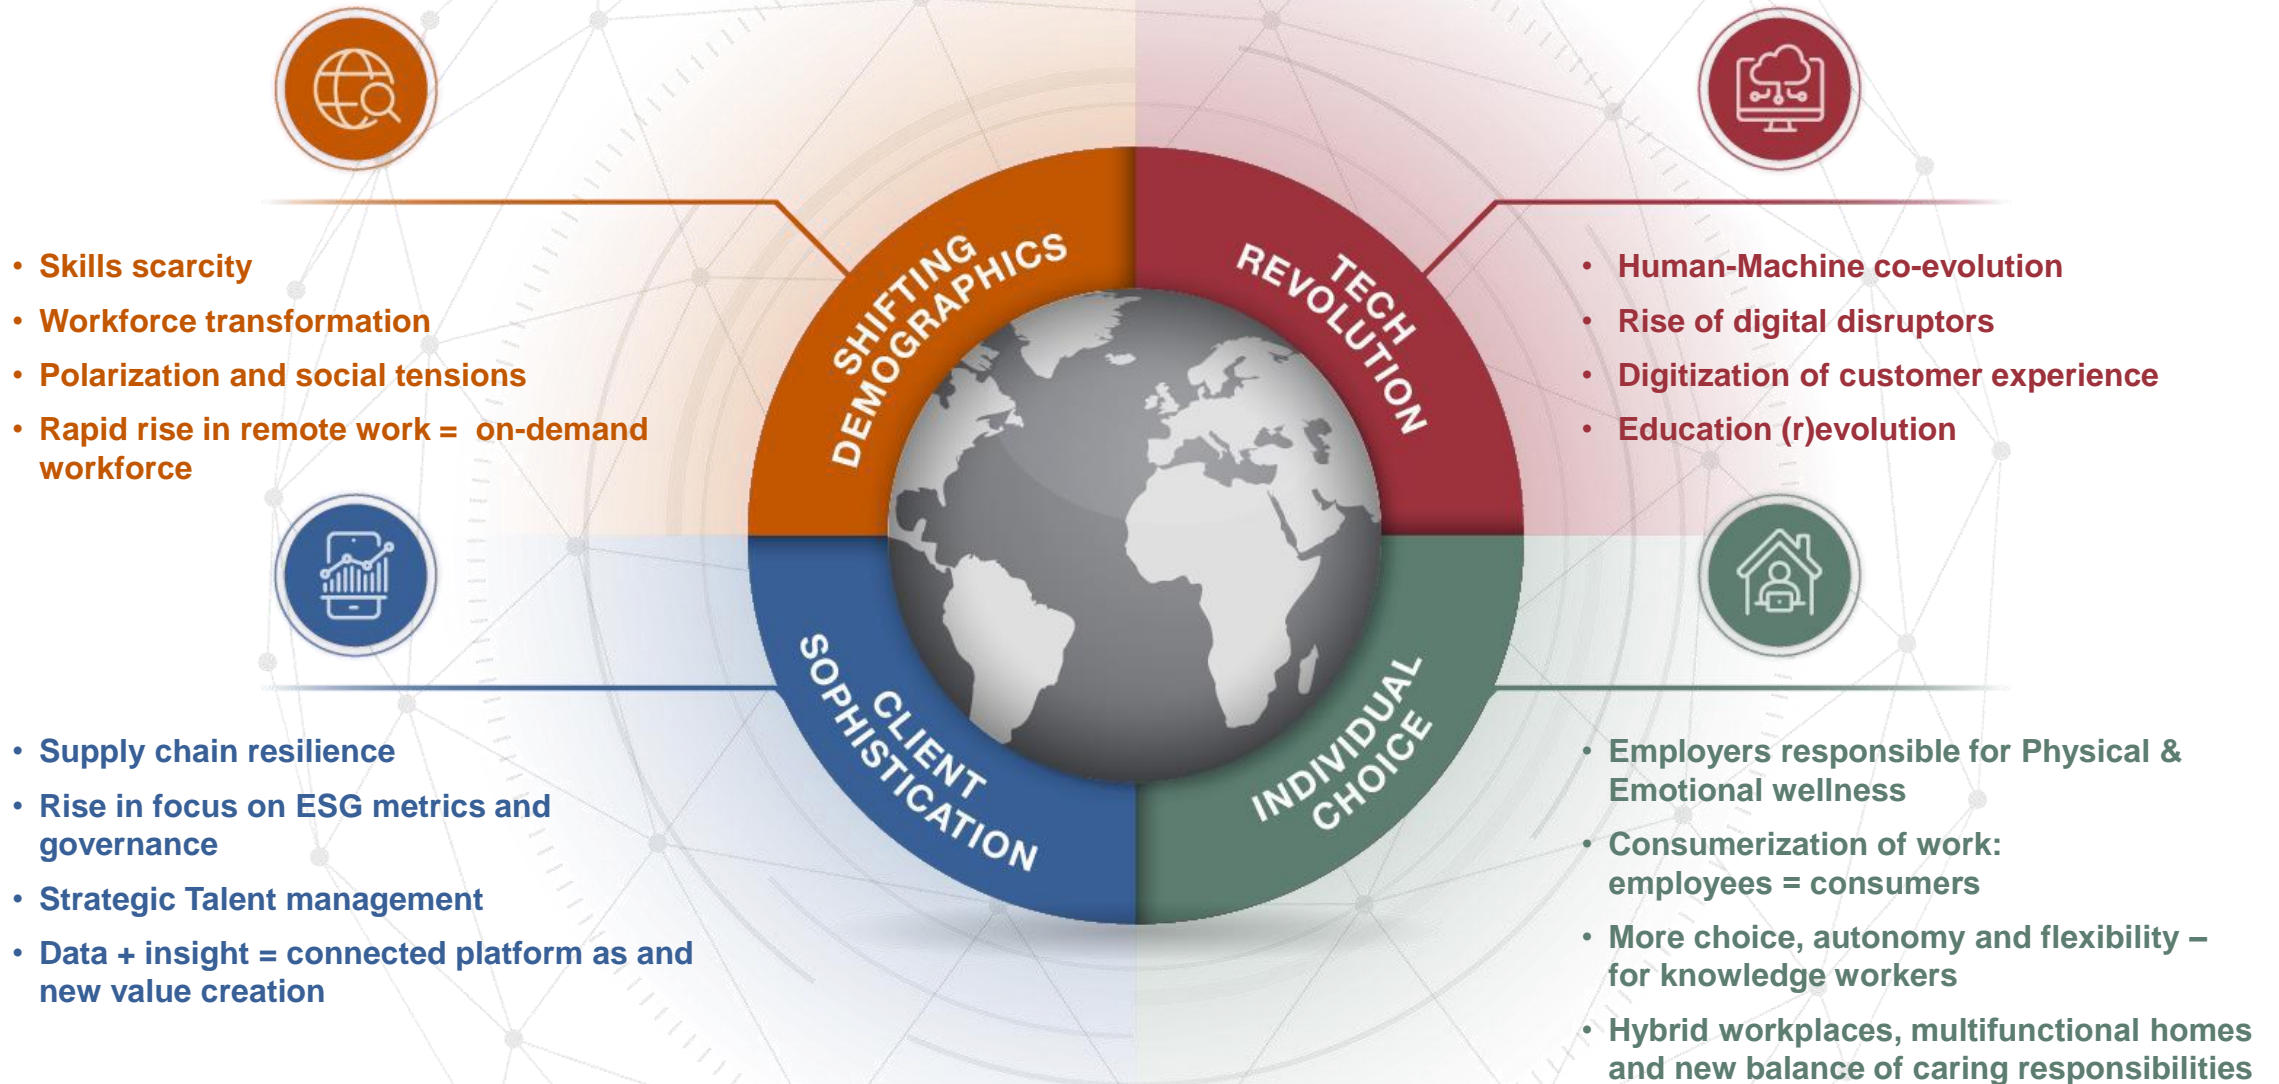 SHIFTING
DEMOGRAPHICS
• Skills scarcity
• Workforce transformation
• Polarization and social tensions
• Rapid rise in remote work =  on-demand
workforce
TECH
REVOLUTION
• Human-Machine co-evolution
• Rise of digital disruptors
• Digitization of customer experience
• Education (r)evolution
CLIENT
SOPHISTICATION
• Supply chain resilience
• Rise in focus on ESG metrics and
governance
• Strategic Talent management
• Data + insight = connected platform as and
new value creation
INDIVIDUAL
CHOICE
• Employers responsible for Physical &
Emotional wellness
• Consumerization of work:
employees = consumers
• More choice, autonomy and flexibility –
for knowledge workers
• Hybrid workplaces, multifunctional homes
and new balance of caring responsibilities